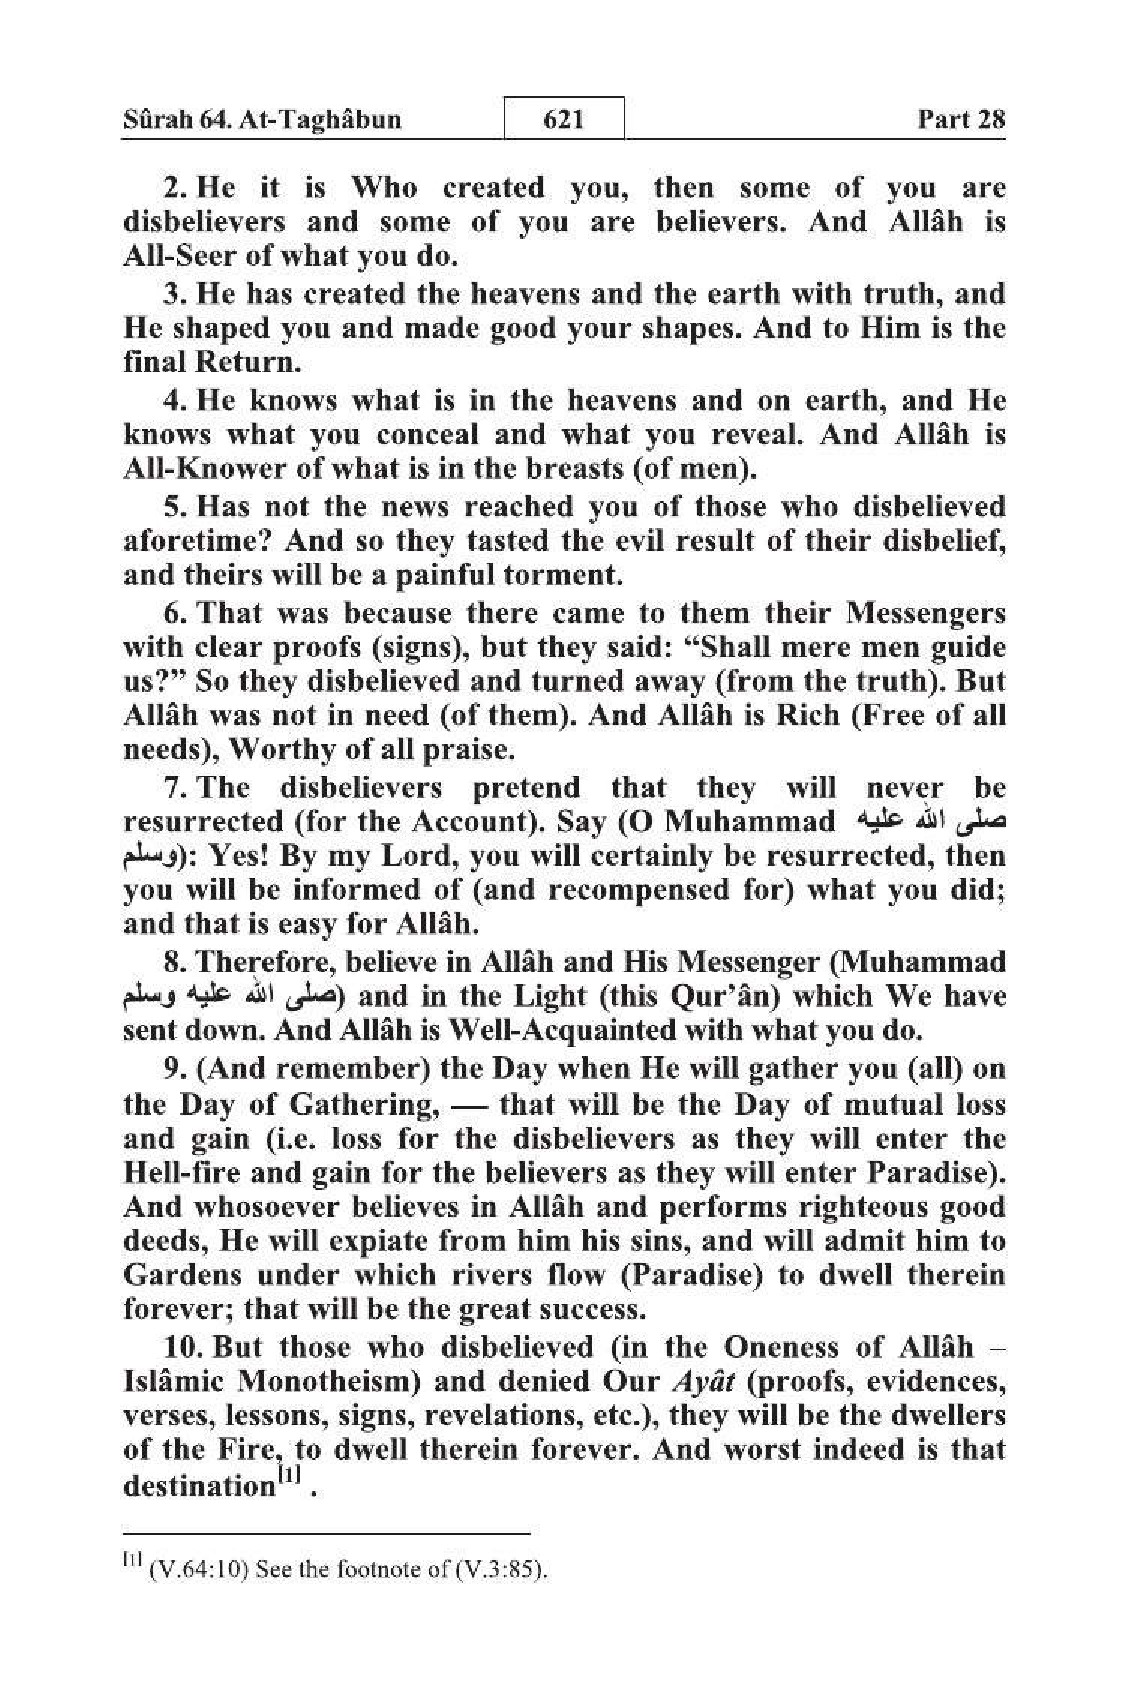 Sûrah 64. At-Taghâbun 621 Part 28
2. He it is Who created you, then some of you are
disbelievers and some of you are believers. And Allâh is
All-Seer of what you do.
3. He has created the heavens and the earth with truth, and
He shaped you and made good your shapes. And to Him is the
final Return.
4. He knows what is in the heavens and on earth, and He
knows what you conceal and what you reveal. And Allâh is
All-Knower of what is in the breasts (of men).
5. Has not the news reached you of those who disbelieved
aforetime? And so they tasted the evil result of their disbelief,
and theirs will be a painful torment.
6. That was because there came to them their Messengers
with clear proofs (signs), but they said: “Shall mere men guide
us?” So they disbelieved and turned away (from the truth). But
Allâh was not in need (of them). And Allâh is Rich (Free of all
needs), Worthy of all praise.
7. The disbelievers pretend that they will never be
resurrected (for the Account). Say (O Muhammad صلى الله عليه
وسلم): Yes! By my Lord, you will certainly be resurrected, then
you will be informed of (and recompensed for) what you did;
and that is easy for Allâh.
8. Therefore, believe in Allâh and His Messenger (Muhammad
صلى الله عليه وسلم) and in the Light (this Qur’ân) which We have
sent down. And Allâh is Well-Acquainted with what you do.
9. (And remember) the Day when He will gather you (all) on
the Day of Gathering, — that will be the Day of mutual loss
and gain (i.e. loss for the disbelievers as they will enter the
Hell-fire and gain for the believers as they will enter Paradise).
And whosoever believes in Allâh and performs righteous good
deeds, He will expiate from him his sins, and will admit him to
Gardens under which rivers flow (Paradise) to dwell therein
forever; that will be the great success.
10. But those who disbelieved (in the Oneness of Allâh –
Islâmic Monotheism) and denied Our Ayât (proofs, evidences,
verses, lessons, signs, revelations, etc.), they will be the dwellers
of the Fire, to dwell therein forever. And worst indeed is that
destination[1] .
[1] (V.64:10) See the footnote of (V.3:85).